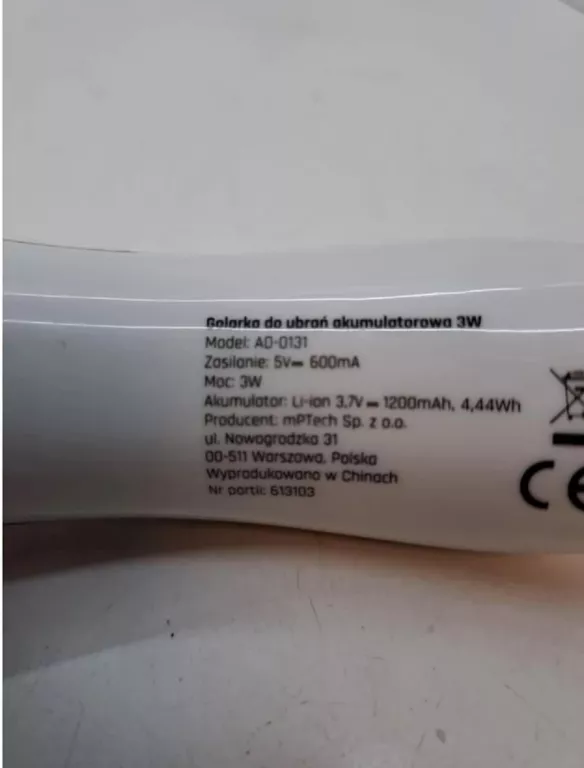 Golarka do ubrań akumulatorowa 3W
Model: AD-0131
Zasilanie: 5V⎓ 600mA
Moc: 3W
Akumulator: Li-ion 3,7V⎓ 1200mAh, 4,44Wh
Producent: mPTech Sp. z o.o.
ul. Nowogrodzka 31
00-511 Warszawa, Polska
Wyprodukowano w Chinach
Nr partii: 613103
CE